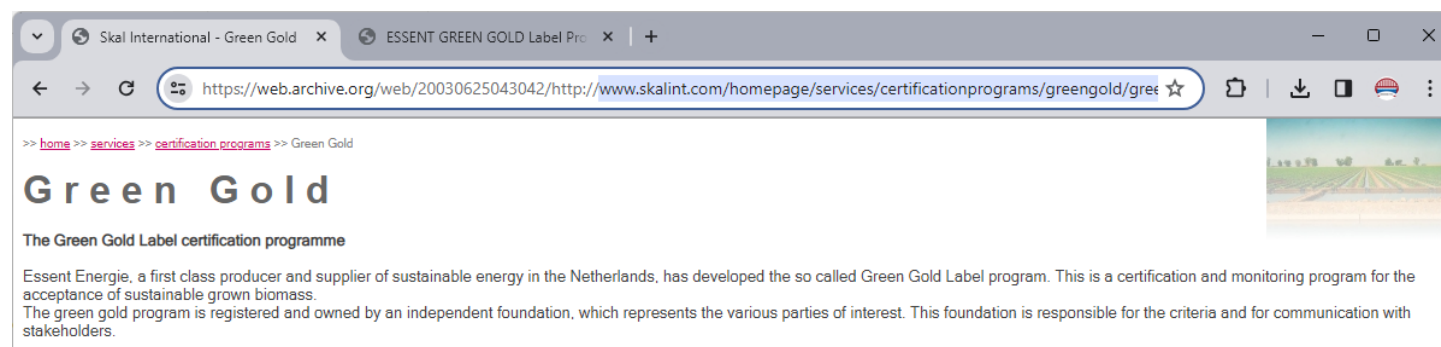 Skal International - Green Gold
ESSENT GREEN GOLD Label Pro
https://web.archive.org/web/20030625043042/http://www.skalint.com/homepage/services/certificationprograms/greengold/gree
>> home >> services >> certification programs >> Green Gold
Green Gold
The Green Gold Label certification programme
Essent Energie, a first class producer and supplier of sustainable energy in the Netherlands, has developed the so called Green Gold Label program. This is a certification and monitoring program for the
acceptance of sustainable grown biomass.
The green gold program is registered and owned by an independent foundation, which represents the various parties of interest. This foundation is responsible for the criteria and for communication with
stakeholders.